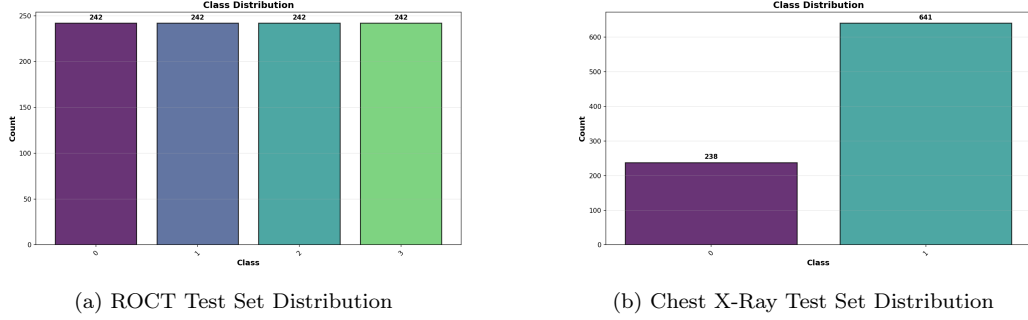 Class Distribution
242 242 242 242
250
200
150
100
50
0
Count
0 1 2 3
Class
(a) ROCT Test Set Distribution
Class Distribution
641
238
600
500
400
300
200
100
0
Count
0 1
Class
(b) Chest X-Ray Test Set Distribution